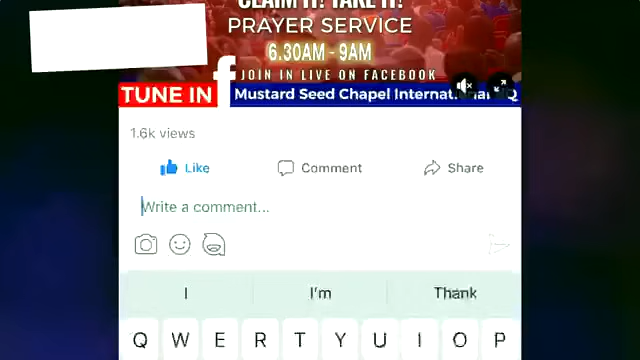 CLAIM IT! TAKE IT!
PRAYER SERVICE
6.30AM - 9AM
f JOIN IN LIVE ON FACEBOOK
TUNE IN Mustard Seed Chapel Internat
1.6k views
Like Comment Share
Write a comment...
I I'm Thank
Q W E R T Y U I O P